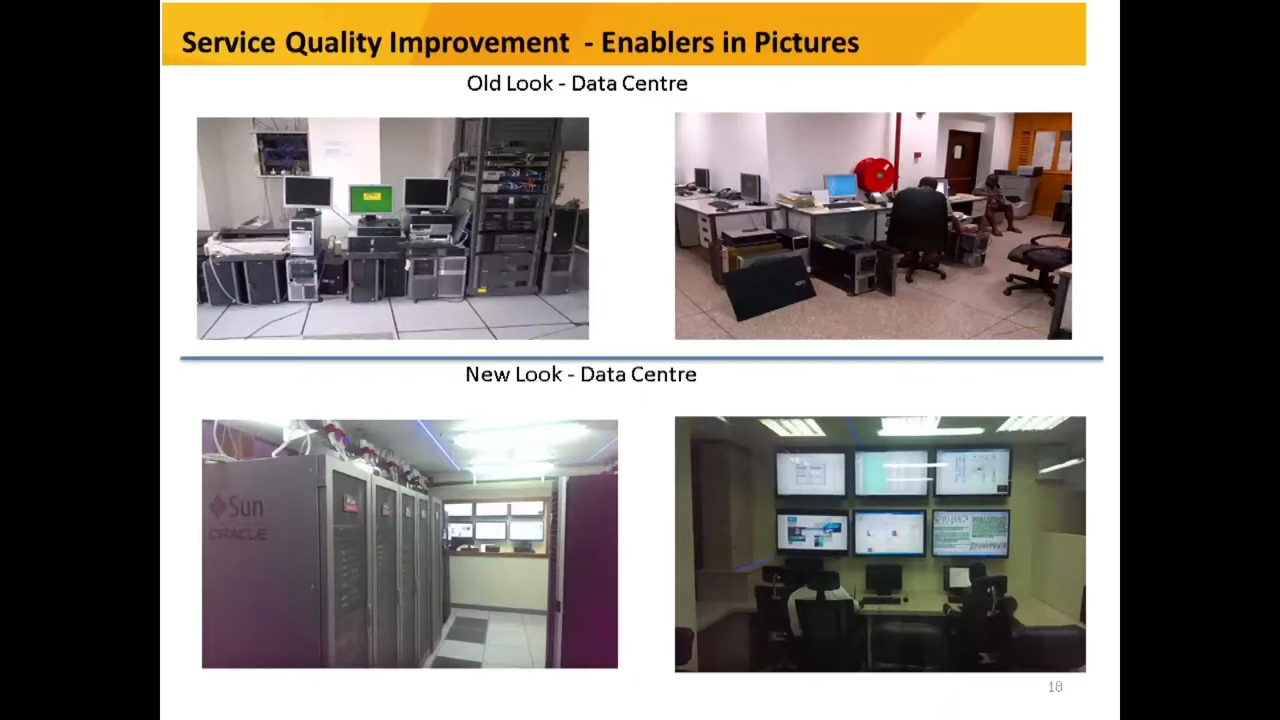 Service Quality Improvement - Enablers in Pictures
Old Look - Data Centre
New Look - Data Centre
Sun
ORACLE
18